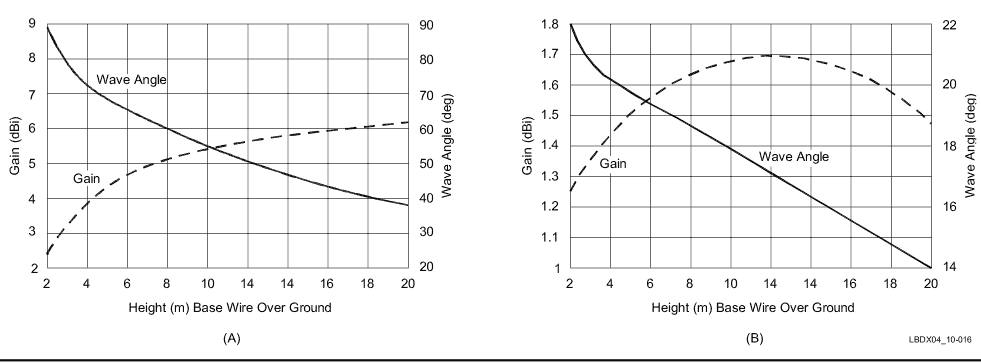 9
8
7
6
5
4
3
2
Gain (dBi)
Wave Angle
Gain
90
80
70
60
50
40
30
20
Wave Angle (deg)
2 4 6 8 10 12 14 16 18 20
Height (m) Base Wire Over Ground
(A)
1.8
1.7
1.6
1.5
1.4
1.3
1.2
1.1
1
Gain (dBi)
Gain
Wave Angle
22
20
18
16
14
Wave Angle (deg)
2 4 6 8 10 12 14 16 18 20
Height (m) Base Wire Over Ground
(B)
LBDX04_10-016